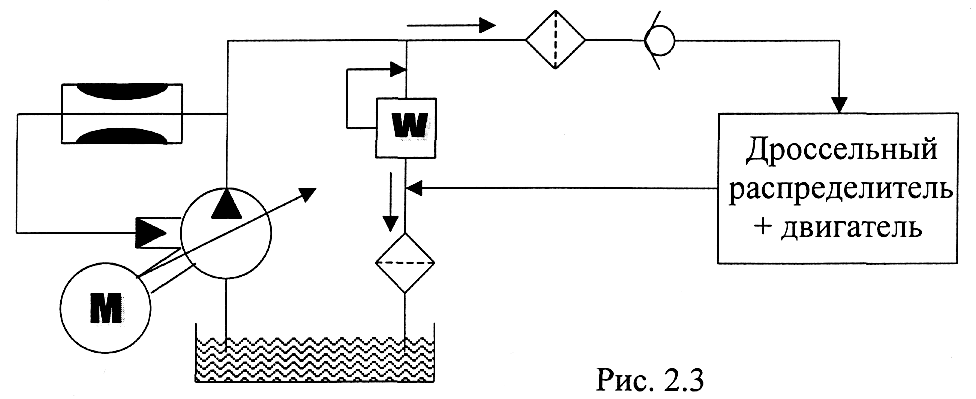 W
Дроссельный
распределитель
+ двигатель
М
Рис. 2.3